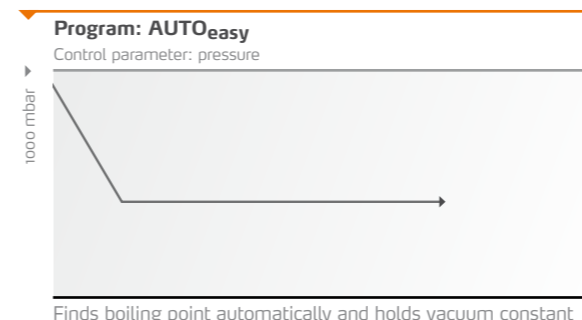 Program: AUTOeasy
Control parameter: pressure
1000 mbar
Finds boiling point automatically and holds vacuum constant